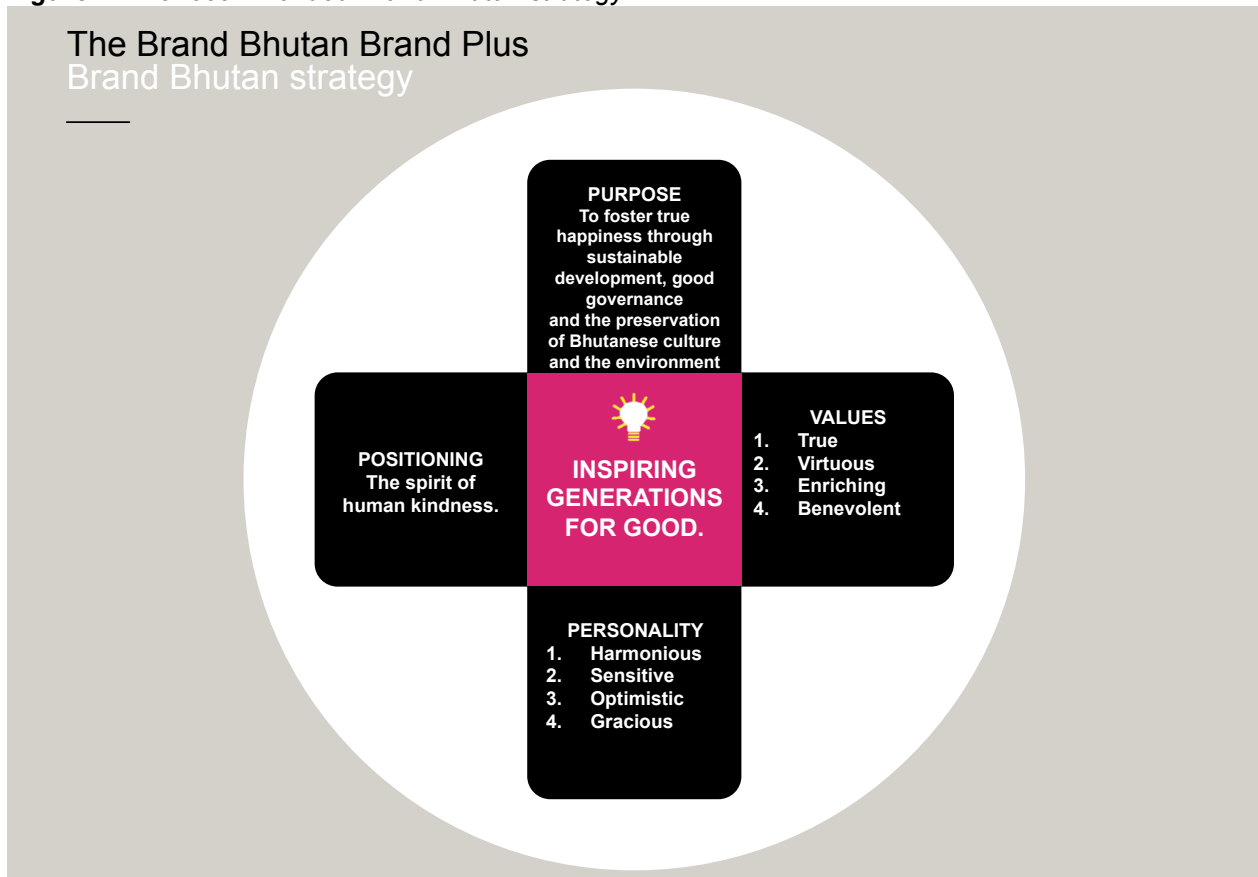 The Brand Bhutan Brand Plus
Brand Bhutan strategy
PURPOSE
To foster true
happiness through
sustainable
development, good
governance
and the preservation
of Bhutanese culture
and the environment
POSITIONING
The spirit of
human kindness.
INSPIRING
GENERATIONS
FOR GOOD.
VALUES
1. True
2. Virtuous
3. Enriching
4. Benevolent
PERSONALITY
1. Harmonious
2. Sensitive
3. Optimistic
4. Gracious